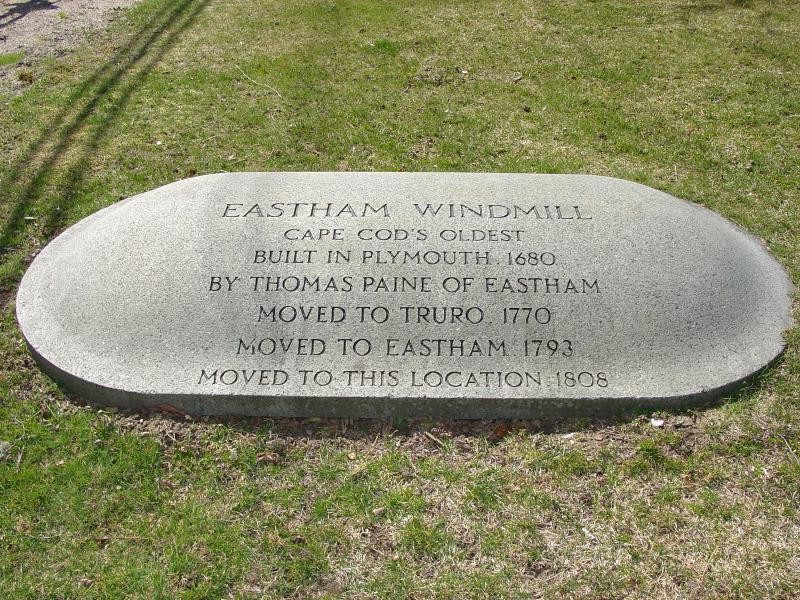 EASTHAM WINDMILL
CAPE COD'S OLDEST
BUILT IN PLYMOUTH. 1680
BY THOMAS PAINE OF EASTHAM
MOVED TO TRURO. 1770
MOVED TO EASTHAM. 1793
MOVED TO THIS LOCATION 1808